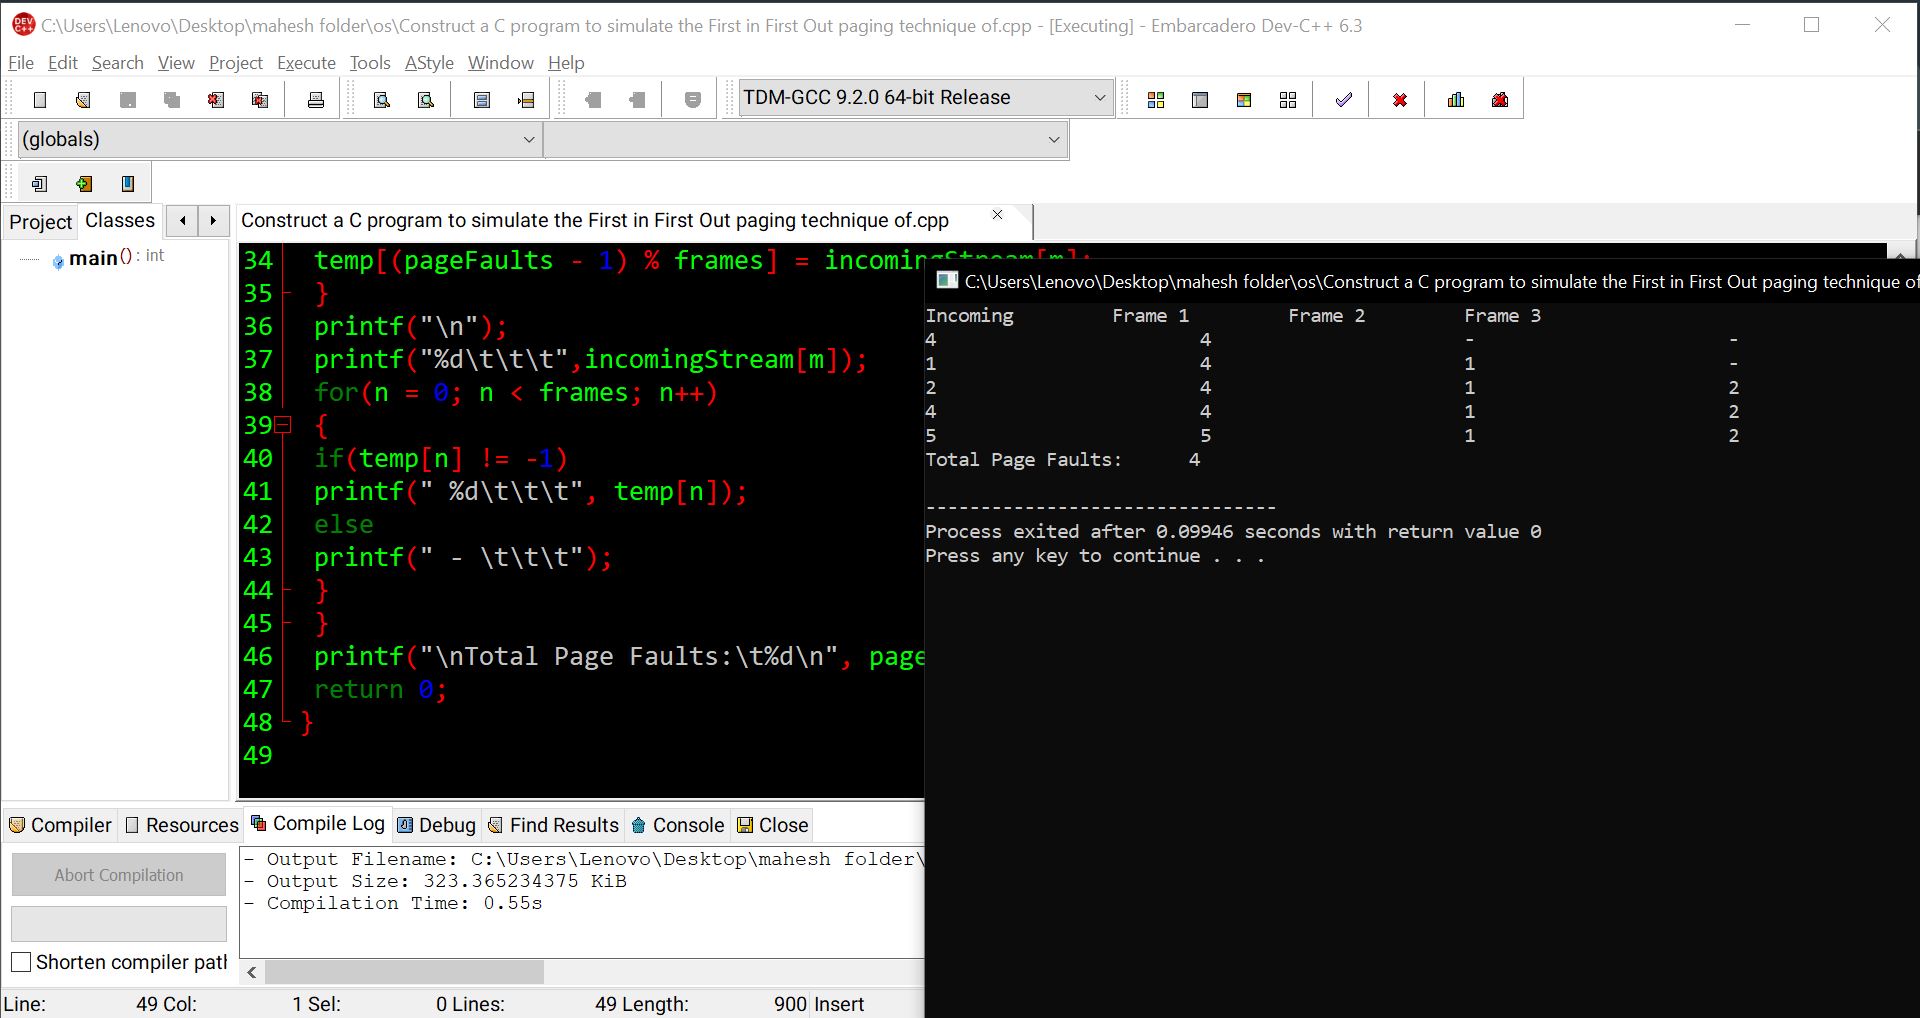 C:\Users\Lenovo\Desktop\mahesh folder\os\Construct a C program to simulate the First in First Out paging technique of.cpp - [Executing] - Embarcadero Dev-C++ 6.3
File Edit Search View Project Execute Tools AStyle Window Help
TDM-GCC 9.2.0 64-bit Release
(globals)
Project Classes
Construct a C program to simulate the First in First Out paging technique of.cpp
main() : int
34 temp[(pageFaults - 1) % frames] = incomingStream[m];
35 }
36 printf("\n");
37 printf("%d\t\t\t",incomingStream[m]);
38 for(n = 0; n < frames; n++)
39 {
40 if(temp[n] != -1)
41 printf(" %d\t\t\t", temp[n]);
42 else
43 printf(" - \t\t\t");
44 }
45 }
46 printf("\nTotal Page Faults:\t%d\n", page
47 return 0;
48 }
49
C:\Users\Lenovo\Desktop\mahesh folder\os\Construct a C program to simulate the First in First Out paging technique of
Incoming Frame 1 Frame 2 Frame 3
4 4 - -
1 4 1 -
2 4 1 2
4 4 1 2
5 5 1 2
Total Page Faults: 4
--------------------------------
Process exited after 0.09946 seconds with return value 0
Press any key to continue . . .
Compiler Resources Compile Log Debug Find Results Console Close
Abort Compilation
Shorten compiler path
- Output Filename: C:\Users\Lenovo\Desktop\mahesh folder\
- Output Size: 323.365234375 KiB
- Compilation Time: 0.55s
Line: 49 Col: 1 Sel: 0 Lines: 49 Length: 900 Insert